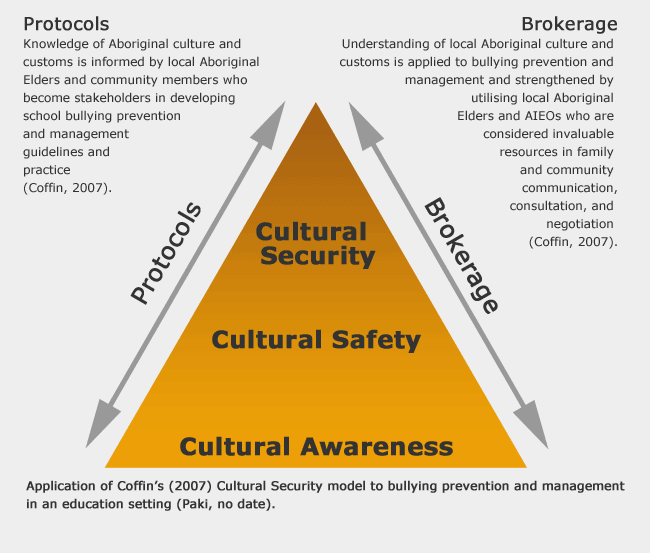 Protocols
Knowledge of Aboriginal culture and
customs is informed by local Aboriginal
Elders and community members who
become stakeholders in developing
school bullying prevention
and management
guidelines and
practice
(Coffin, 2007).
Brokerage
Understanding of local Aboriginal culture and
customs is applied to bullying prevention and
management and strengthened by
utilising local Aboriginal
Elders and AIEOs who are
considered invaluable
resources in family
and community
communication,
consultation, and
negotiation
(Coffin, 2007).
Protocols
Brokerage
Cultural
Security
Cultural Safety
Cultural Awareness
Application of Coffin’s (2007) Cultural Security model to bullying prevention and management
in an education setting (Paki, no date).